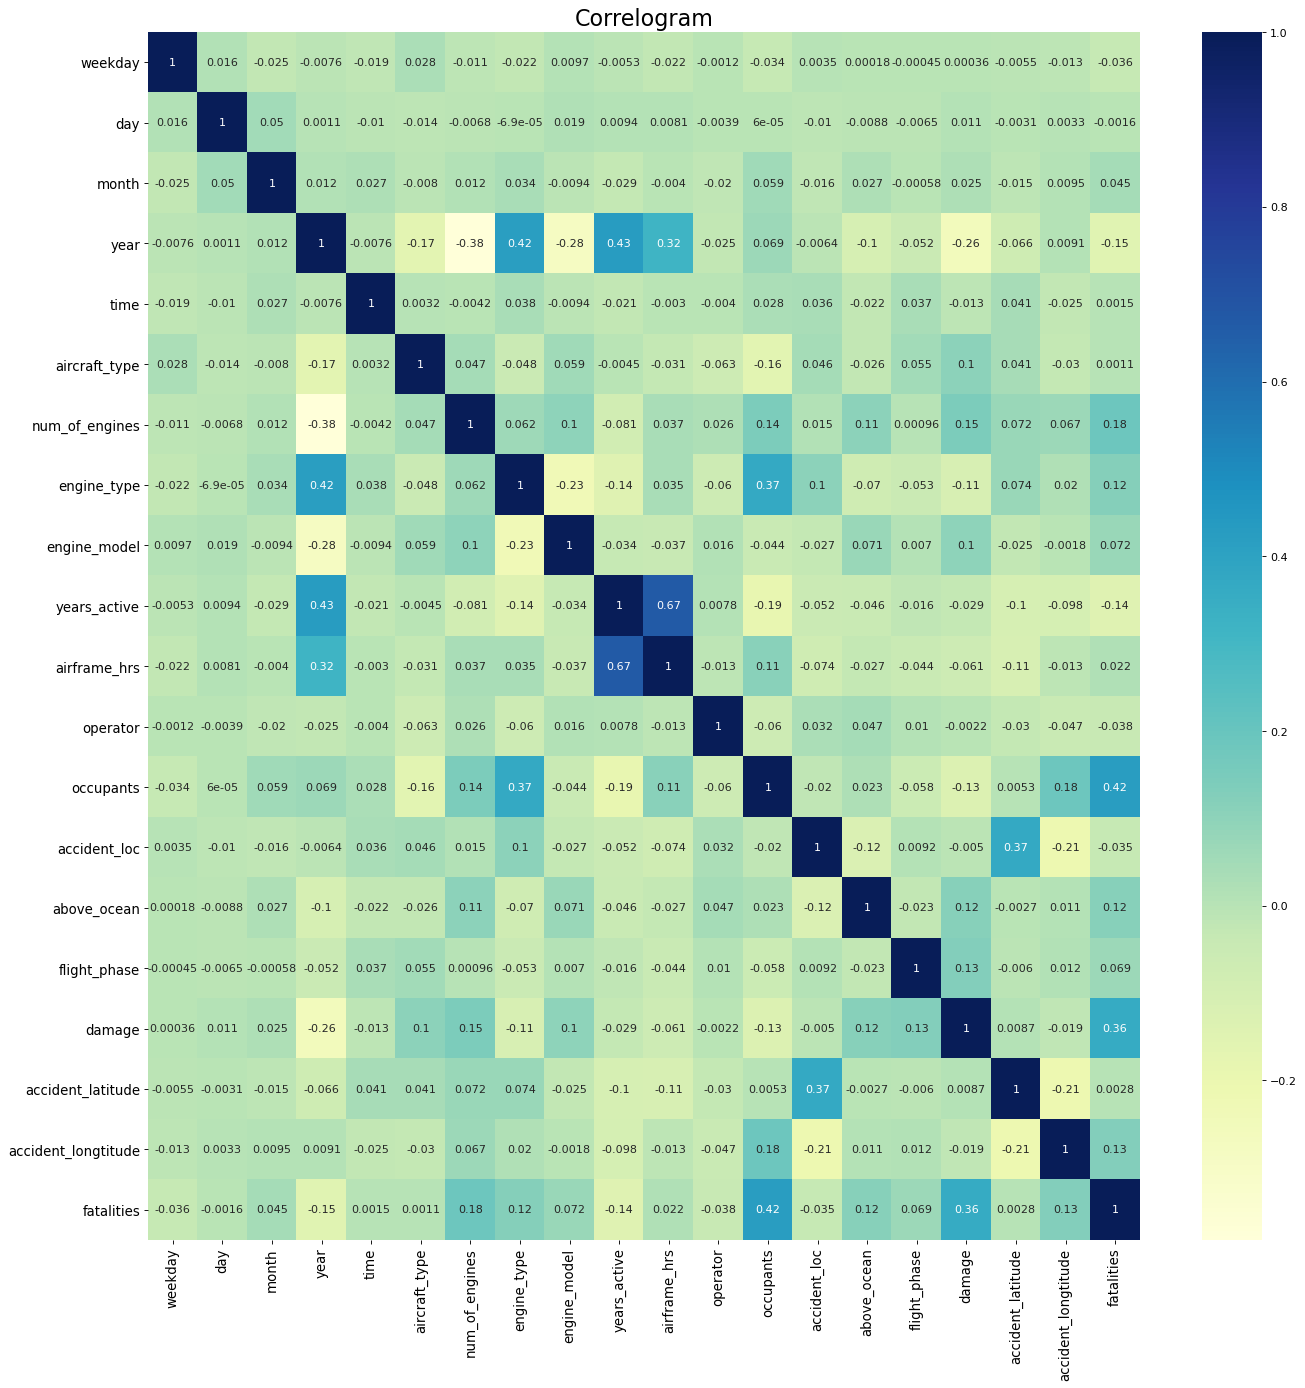 Correlogram
weekday 1 0.016 -0.025 -0.0076 -0.019 0.028 -0.011 -0.022 0.0097 -0.0053 -0.022 -0.0012 -0.034 0.0035 0.00018 -0.00045 0.00036 -0.0055 -0.013 -0.036
day 0.016 1 0.05 0.0011 -0.01 -0.014 -0.0068 -6.9e-05 0.019 0.0094 0.0081 -0.0039 6e-05 -0.01 -0.0088 -0.0065 0.011 -0.0031 0.0033 -0.0016
month -0.025 0.05 1 0.012 0.027 -0.008 0.012 0.034 -0.0094 -0.029 -0.004 -0.02 0.059 -0.016 0.027 -0.00058 0.025 -0.015 0.0095 0.045
year -0.0076 0.0011 0.012 1 -0.0076 -0.17 -0.38 0.42 -0.28 0.43 0.32 -0.025 0.069 -0.0064 -0.1 -0.052 -0.26 -0.066 0.0091 -0.15
time -0.019 -0.01 0.027 -0.0076 1 0.0032 -0.0042 0.038 -0.0094 -0.021 -0.003 -0.004 0.028 0.036 -0.022 0.037 -0.013 0.041 -0.025 0.0015
aircraft_type 0.028 -0.014 -0.008 -0.17 0.0032 1 0.047 -0.048 0.059 -0.0045 -0.031 -0.063 -0.16 0.046 -0.026 0.055 0.1 0.041 -0.03 0.0011
num_of_engines -0.011 -0.0068 0.012 -0.38 -0.0042 0.047 1 0.062 0.1 -0.081 0.037 0.026 0.14 0.015 0.11 0.00096 0.15 0.072 0.067 0.18
engine_type -0.022 -6.9e-05 0.034 0.42 0.038 -0.048 0.062 1 -0.23 -0.14 0.035 -0.06 0.37 0.1 -0.07 -0.053 -0.11 0.074 0.02 0.12
engine_model 0.0097 0.019 -0.0094 -0.28 -0.0094 0.059 0.1 -0.23 1 -0.034 -0.037 0.016 -0.044 -0.027 0.071 0.007 0.1 -0.025 -0.0018 0.072
years_active -0.0053 0.0094 -0.029 0.43 -0.021 -0.0045 -0.081 -0.14 -0.034 1 0.67 0.0078 -0.19 -0.052 -0.046 -0.016 -0.029 -0.1 -0.098 -0.14
airframe_hrs -0.022 0.0081 -0.004 0.32 -0.003 -0.031 0.037 0.035 -0.037 0.67 1 -0.013 0.11 -0.074 -0.027 -0.044 -0.061 -0.11 -0.013 0.022
operator -0.0012 -0.0039 -0.02 -0.025 -0.004 -0.063 0.026 -0.06 0.016 0.0078 -0.013 1 -0.06 0.032 0.047 0.01 -0.0022 -0.03 -0.047 -0.038
occupants -0.034 6e-05 0.059 0.069 0.028 -0.16 0.14 0.37 -0.044 -0.19 0.11 -0.06 1 -0.02 0.023 -0.058 -0.13 0.0053 0.18 0.42
accident_loc 0.0035 -0.01 -0.016 -0.0064 0.036 0.046 0.015 0.1 -0.027 -0.052 -0.074 0.032 -0.02 1 -0.12 0.0092 -0.005 0.37 -0.21 -0.035
above_ocean 0.00018 -0.0088 0.027 -0.1 -0.022 -0.026 0.11 -0.07 0.071 -0.046 -0.027 0.047 0.023 -0.12 1 -0.023 0.12 -0.0027 0.011 0.12
flight_phase -0.00045 -0.0065 -0.00058 -0.052 0.037 0.055 0.00096 -0.053 0.007 -0.016 -0.044 0.01 -0.058 0.0092 -0.023 1 0.13 -0.006 0.012 0.069
damage 0.00036 0.011 0.025 -0.26 -0.013 0.1 0.15 -0.11 0.1 -0.029 -0.061 -0.0022 -0.13 -0.005 0.12 0.13 1 0.0087 -0.019 0.36
accident_latitude -0.0055 -0.0031 -0.015 -0.066 0.041 0.041 0.072 0.074 -0.025 -0.1 -0.11 -0.03 0.0053 0.37 -0.0027 -0.006 0.0087 1 -0.21 0.0028
accident_longtitude -0.013 0.0033 0.0095 0.0091 -0.025 -0.03 0.067 0.02 -0.0018 -0.098 -0.013 -0.047 0.18 -0.21 0.011 0.012 -0.019 -0.21 1 0.13
fatalities -0.036 -0.0016 0.045 -0.15 0.0015 0.0011 0.18 0.12 0.072 -0.14 0.022 -0.038 0.42 -0.035 0.12 0.069 0.36 0.0028 0.13 1
weekday day month year time aircraft_type num_of_engines engine_type engine_model years_active airframe_hrs operator occupants accident_loc above_ocean flight_phase damage accident_latitude accident_longtitude fatalities
1.0
0.8
0.6
0.4
0.2
0.0
−0.2